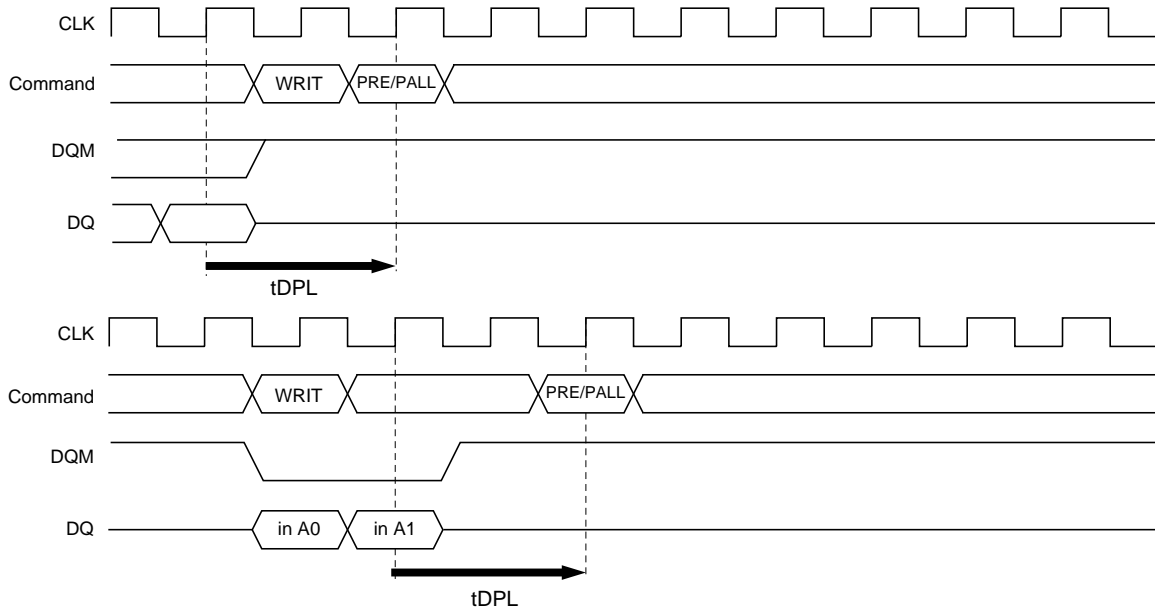 CLK
Command WRIT PRE/PALL
DQM
DQ
tDPL
CLK
Command WRIT PRE/PALL
DQM
DQ in A0 in A1
tDPL